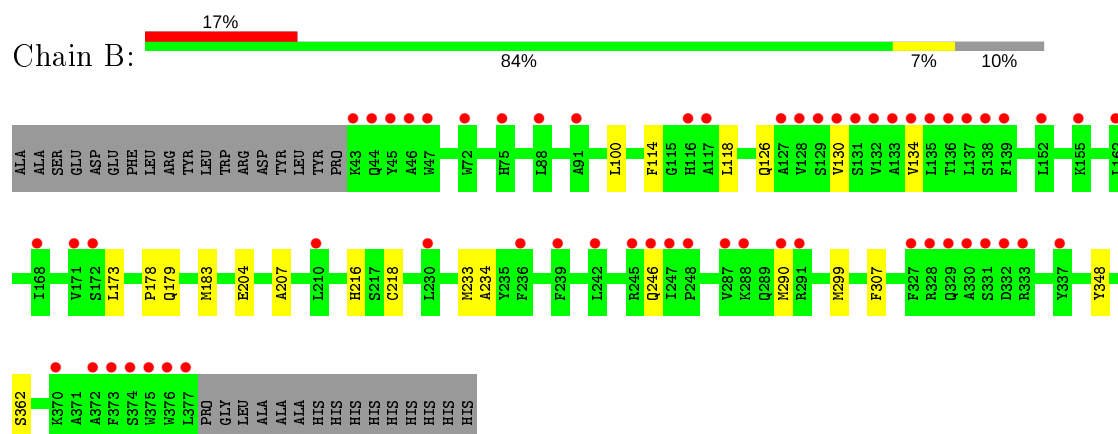 17%
Chain B:
84% 7% 10%
ALA ALA SER GLU ASP GLU PHE LEU ARG TYR LEU TRP ARG ASP TYR LEU TYR PRO K43 Q44 Y45 A46 W47 W72 H75 L88 A91 L100 F114 G115 H116 A117 L118 Q126 A127 V128 S129 V130 S131 V132 A133 V134 L135 T136 L137 S138 F139 L152 K155 L162
I168 V171 S172 L173 P178 Q179 M183 E204 A207 L210 H216 S217 C218 L230 M233 A234 Y235 F236 F239 L242 R245 Q246 I247 P248 V287 K288 Q289 M290 R291 M299 F307 F327 R328 Q329 A330 S331 D332 R333 Y337 Y348
S362 K370 A371 A372 F373 S374 W375 W376 L377 PRO GLY LEU ALA ALA ALA HIS HIS HIS HIS HIS HIS HIS HIS HIS